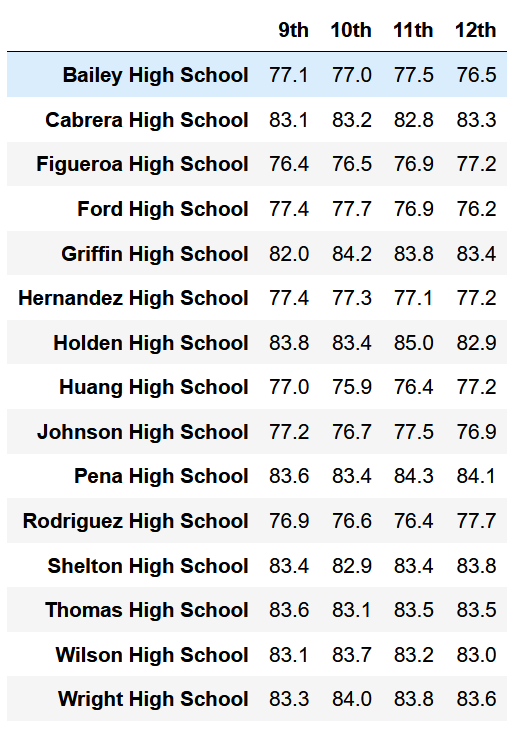 9th 10th 11th 12th
Bailey High School 77.1 77.0 77.5 76.5
Cabrera High School 83.1 83.2 82.8 83.3
Figueroa High School 76.4 76.5 76.9 77.2
Ford High School 77.4 77.7 76.9 76.2
Griffin High School 82.0 84.2 83.8 83.4
Hernandez High School 77.4 77.3 77.1 77.2
Holden High School 83.8 83.4 85.0 82.9
Huang High School 77.0 75.9 76.4 77.2
Johnson High School 77.2 76.7 77.5 76.9
Pena High School 83.6 83.4 84.3 84.1
Rodriguez High School 76.9 76.6 76.4 77.7
Shelton High School 83.4 82.9 83.4 83.8
Thomas High School 83.6 83.1 83.5 83.5
Wilson High School 83.1 83.7 83.2 83.0
Wright High School 83.3 84.0 83.8 83.6